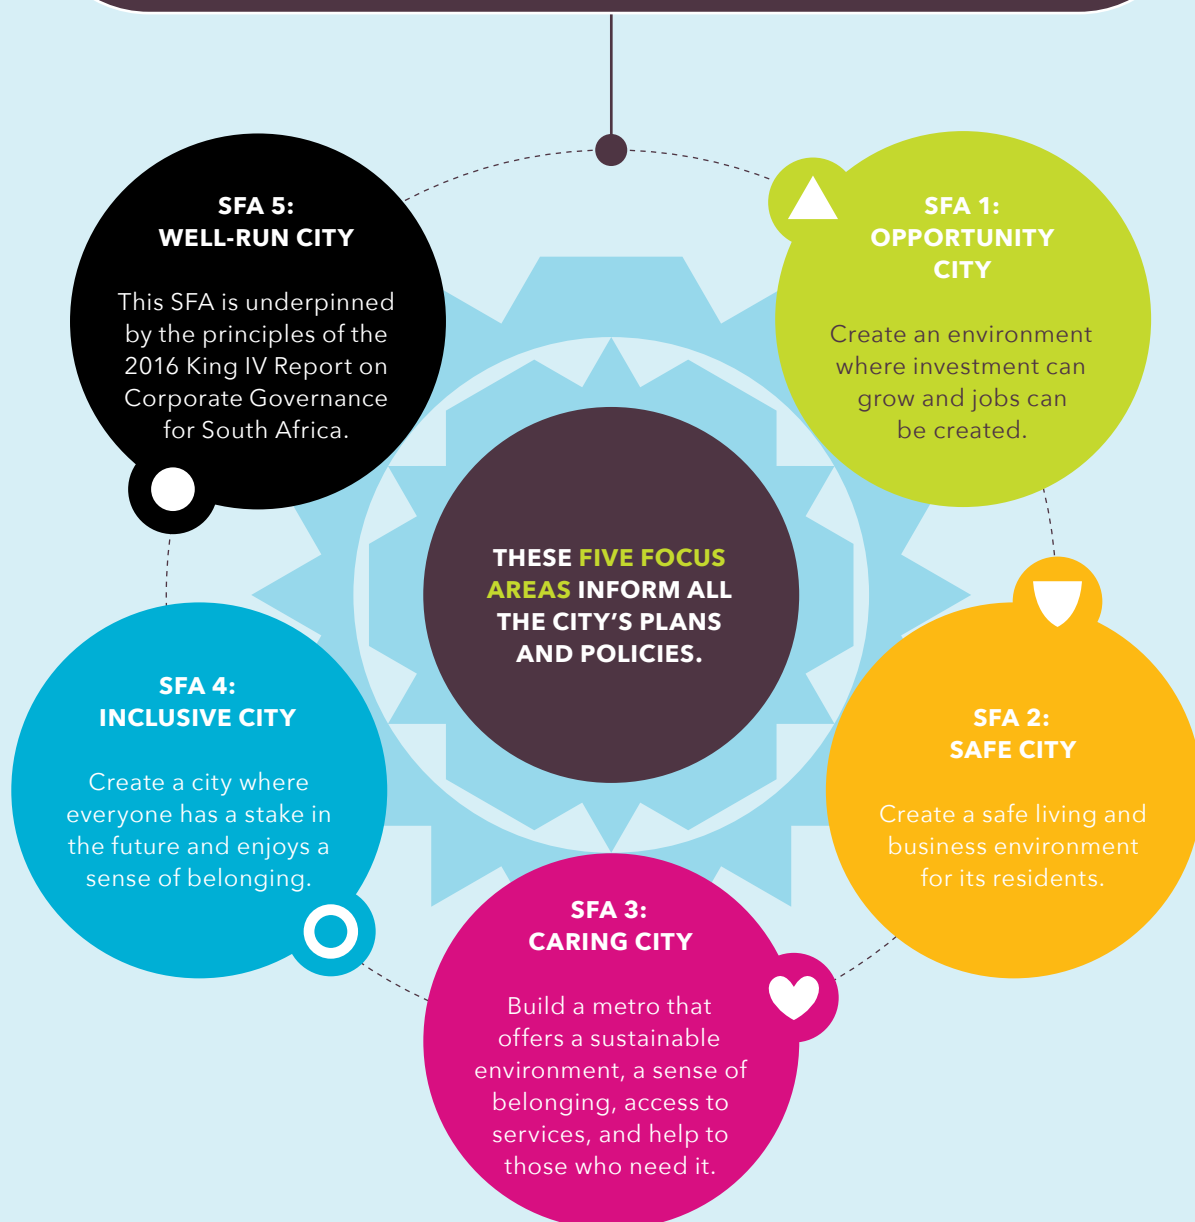 SFA 5:
WELL-RUN CITY
This SFA is underpinned
by the principles of the
2016 King IV Report on
Corporate Governance
for South Africa.
SFA 1:
OPPORTUNITY
CITY
Create an environment
where investment can
grow and jobs can
be created.
THESE FIVE FOCUS
AREAS INFORM ALL
THE CITY'S PLANS
AND POLICIES.
SFA 4:
INCLUSIVE CITY
Create a city where
everyone has a stake in
the future and enjoys a
sense of belonging.
SFA 2:
SAFE CITY
Create a safe living and
business environment
for its residents.
SFA 3:
CARING CITY
Build a metro that
offers a sustainable
environment, a sense of
belonging, access to
services, and help to
those who need it.